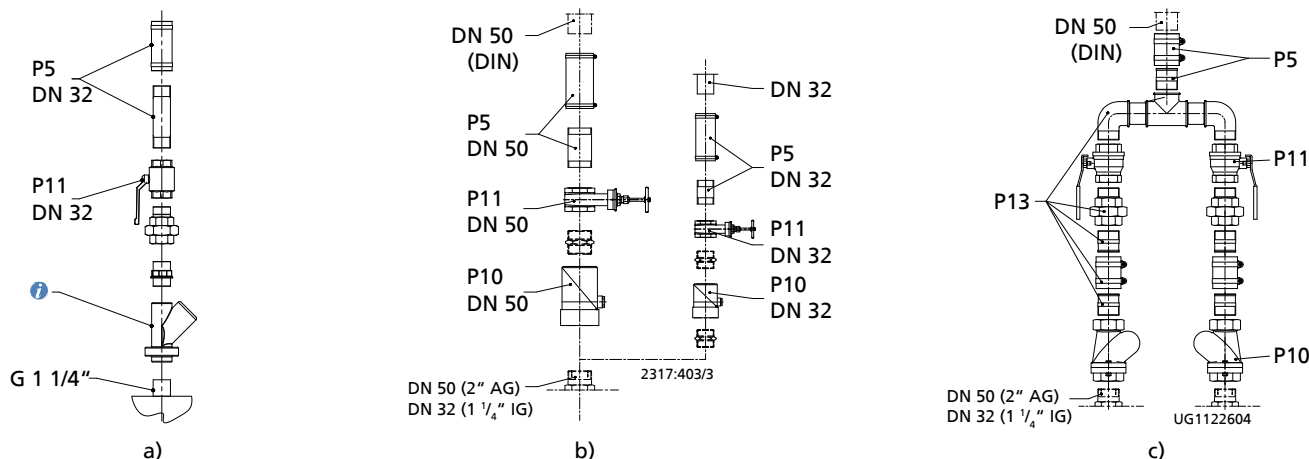 P5
DN 32
P11
DN 32
i
G 1 1/4“
a)
DN 50
(DIN)
P5
DN 50
P11
DN 50
P10
DN 50
DN 50 (2“ AG)
DN 32 (1 1/4“ IG)
DN 32
P5
DN 32
P11
DN 32
P10
DN 32
2317:403/3
b)
DN 50
(DIN)
P5
P11
P13
P10
DN 50 (2“ AG)
DN 32 (1 1/4“ IG)
UG1122604
c)